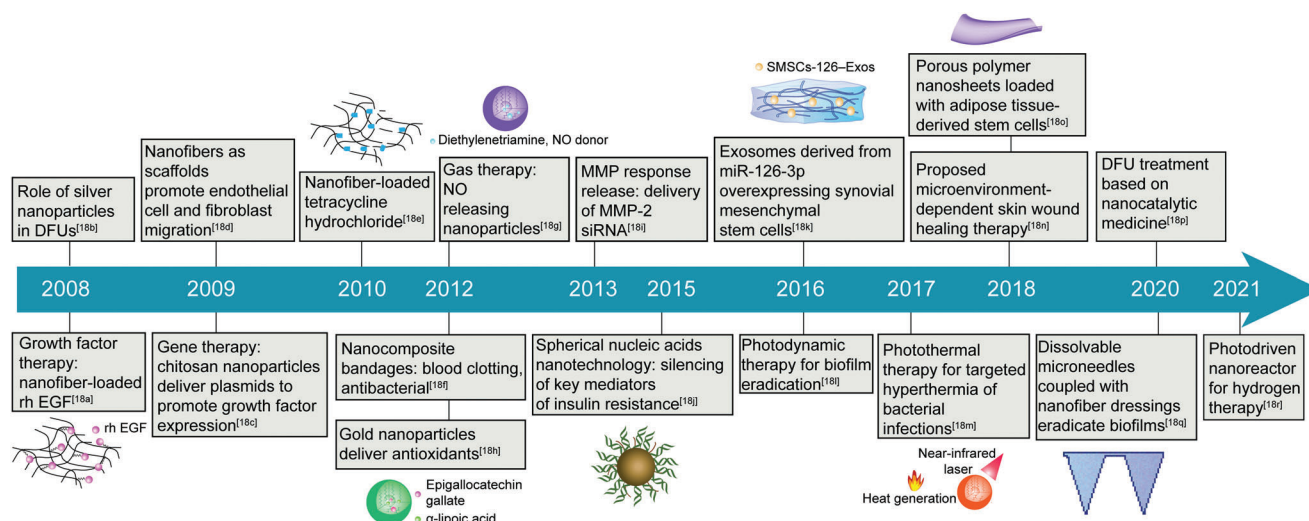 SMSCs-126–Exos
Diethylenetriamine, NO donor
Role of silver
nanoparticles
in DFUs[18b]
Nanofibers as
scaffolds
promote endothelial
cell and fibroblast
migration[18d]
Nanofiber-loaded
tetracycline
hydrochloride[18e]
Gas therapy:
NO
releasing
nanoparticles[18g]
MMP response
release: delivery
of MMP-2
siRNA[18i]
Exosomes derived from
miR-126-3p
overexpressing synovial
mesenchymal
stem cells[18k]
Porous polymer
nanosheets loaded
with adipose tissue-
derived stem cells[18o]
Proposed
microenvironment-
dependent skin wound
healing therapy[18n]
DFU treatment
based on
nanocatalytic
medicine[18p]
2008 2009 2010 2012 2013 2015 2016 2017 2018 2020 2021
Growth factor
therapy:
nanofiber-loaded
rh EGF[18a]
rh EGF
Gene therapy:
chitosan nanoparticles
deliver plasmids to
promote growth factor
expression[18c]
Nanocomposite
bandages: blood clotting,
antibacterial[18f]
Gold nanoparticles
deliver antioxidants[18h]
Epigallocatechin
gallate
α-lipoic acid
Spherical nucleic acids
nanotechnology: silencing
of key mediators
of insulin resistance[18j]
Photodynamic
therapy for biofilm
eradication[18l]
Photothermal
therapy for targeted
hyperthermia of
bacterial
infections[18m]
Near-infrared
laser
Heat generation
Dissolvable
microneedles
coupled with
nanofiber dressings
eradicate biofilms[18q]
Photodriven
nanoreactor
for hydrogen
therapy[18r]